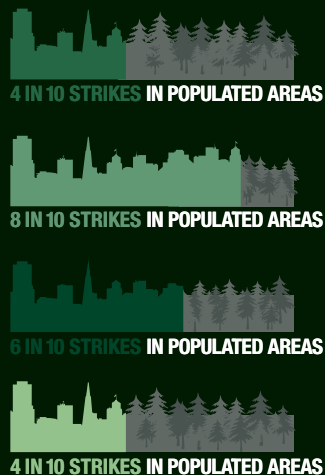 4 IN 10 STRIKES IN POPULATED AREAS
8 IN 10 STRIKES IN POPULATED AREAS
6 IN 10 STRIKES IN POPULATED AREAS
4 IN 10 STRIKES IN POPULATED AREAS